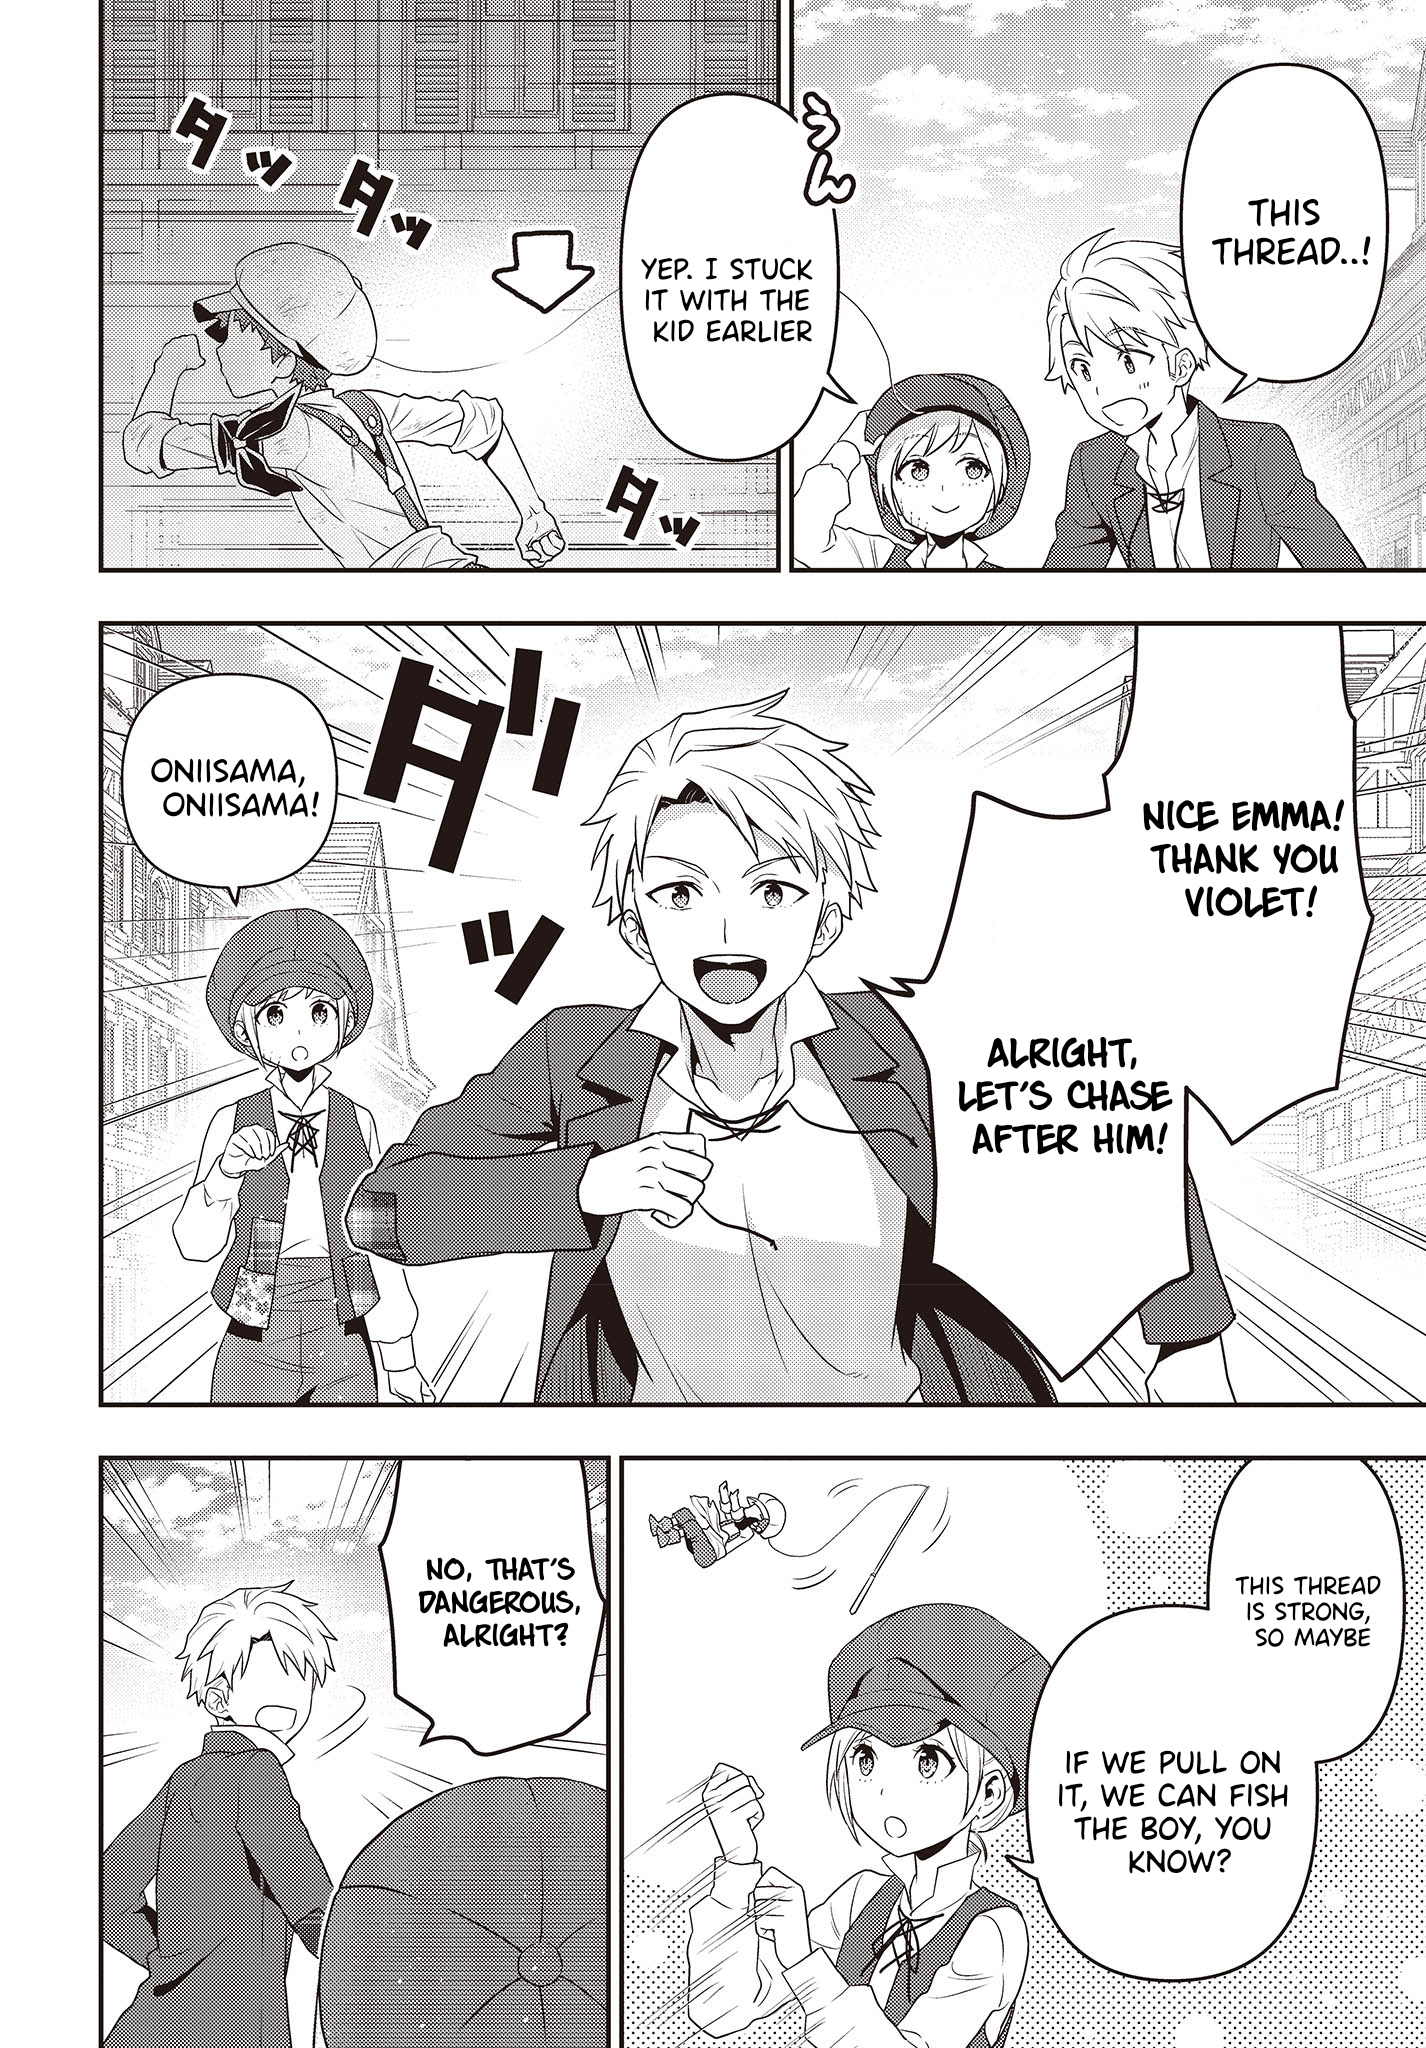 THIS
THREAD..!
うん
YEP. I STUCK
IT WITH THE
KID EARLIER
タッ
タッ
タッ
NICE EMMA!
THANK YOU
VIOLET!
ALRIGHT,
LET'S CHASE
AFTER HIM!
ダッ
ONIISAMA,
ONIISAMA!
THIS THREAD
IS STRONG,
SO MAYBE
IF WE PULL ON
IT, WE CAN FISH
THE BOY, YOU
KNOW?
NO, THAT'S
DANGEROUS,
ALRIGHT?